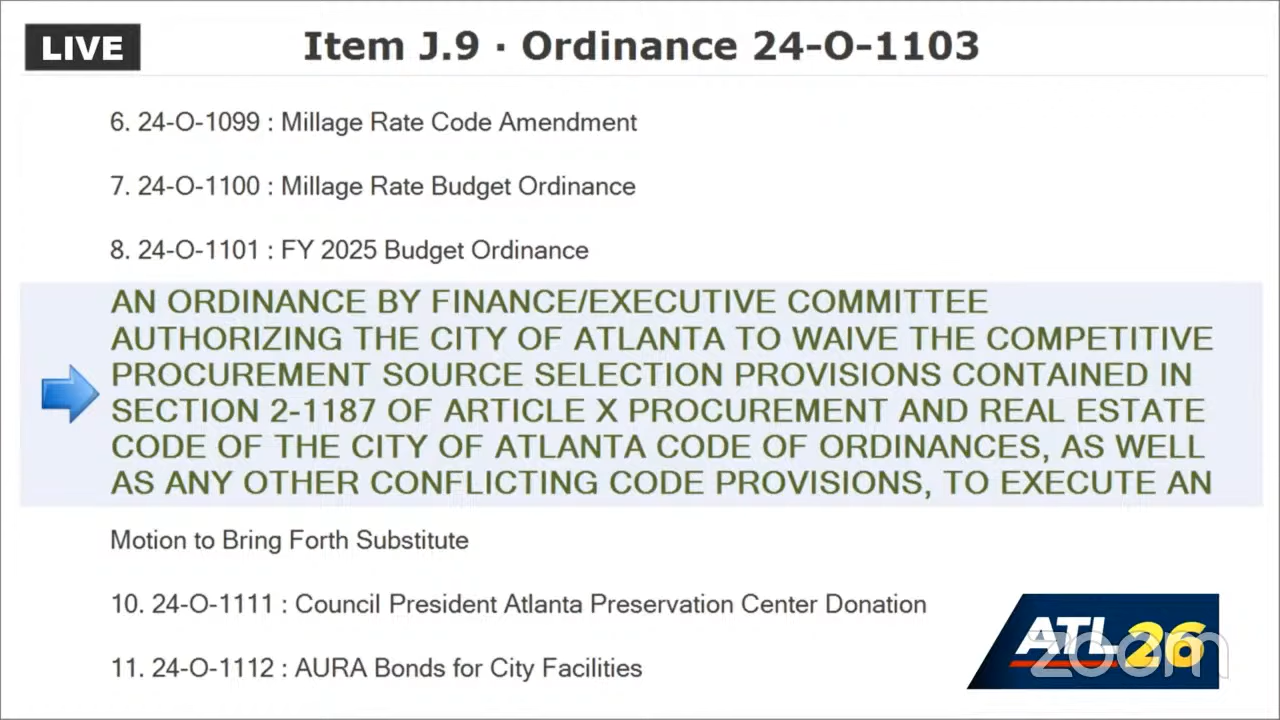 LIVE
Item J.9 · Ordinance 24-O-1103
6. 24-O-1099 : Millage Rate Code Amendment
7. 24-O-1100 : Millage Rate Budget Ordinance
8. 24-O-1101 : FY 2025 Budget Ordinance
AN ORDINANCE BY FINANCE/EXECUTIVE COMMITTEE
AUTHORIZING THE CITY OF ATLANTA TO WAIVE THE COMPETITIVE
PROCUREMENT SOURCE SELECTION PROVISIONS CONTAINED IN
SECTION 2-1187 OF ARTICLE X PROCUREMENT AND REAL ESTATE
CODE OF THE CITY OF ATLANTA CODE OF ORDINANCES, AS WELL
AS ANY OTHER CONFLICTING CODE PROVISIONS, TO EXECUTE AN
Motion to Bring Forth Substitute
10. 24-O-1111 : Council President Atlanta Preservation Center Donation
11. 24-O-1112 : AURA Bonds for City Facilities
ATL 26
zoom